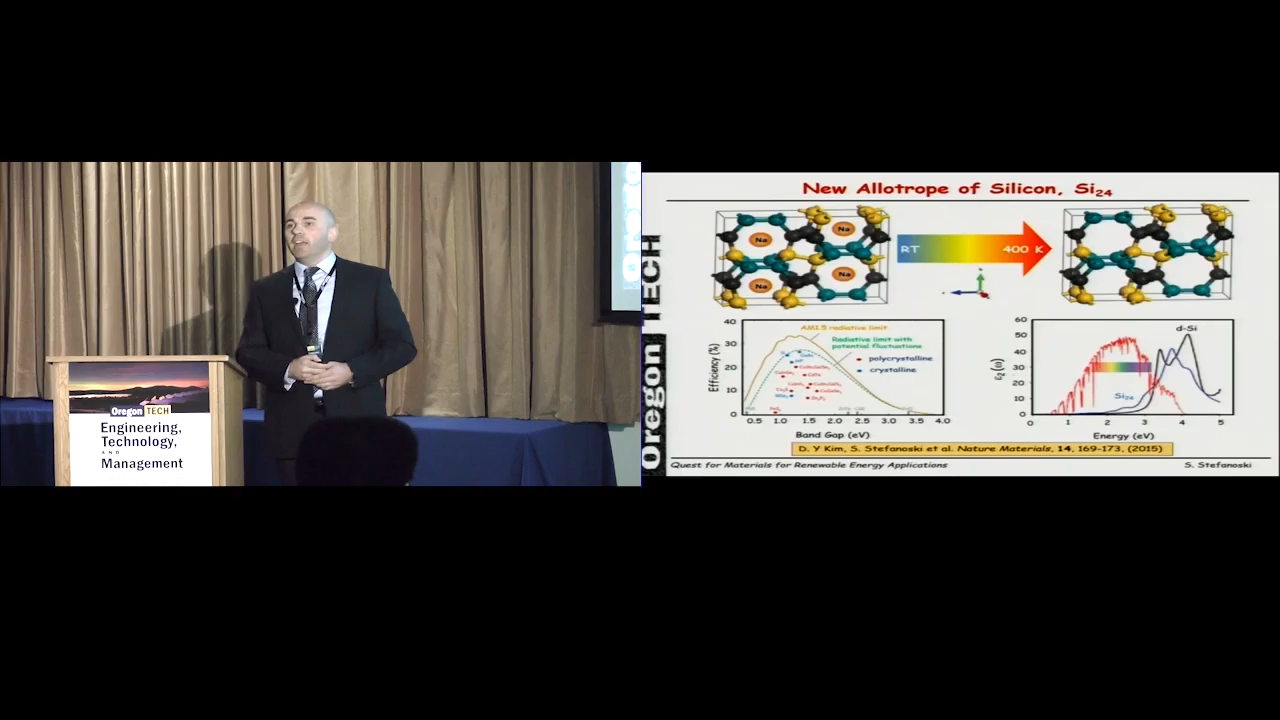 Oregon TECH
Engineering,
Technology,
AND
Management
New Allotrope of Silicon, Si24
Na
Na
Na
Na
RT
400 K
Oregon TECH
AM1.5 radiative limit
Radiative limit with
potential fluctuations
polycrystalline
crystalline
Efficiency (%)
40
30
20
10
0
0.5 1.0 1.5 2.0 2.5 3.0 3.5 4.0
Band Gap (eV)
d-Si
Si24
ε2(ω)
60
50
40
30
20
10
0
0 1 2 3 4 5
Energy (eV)
D. Y Kim, S. Stefanoski et al. Nature Materials, 14, 169-173, (2015)
Quest for Materials for Renewable Energy Applications
S. Stefanoski